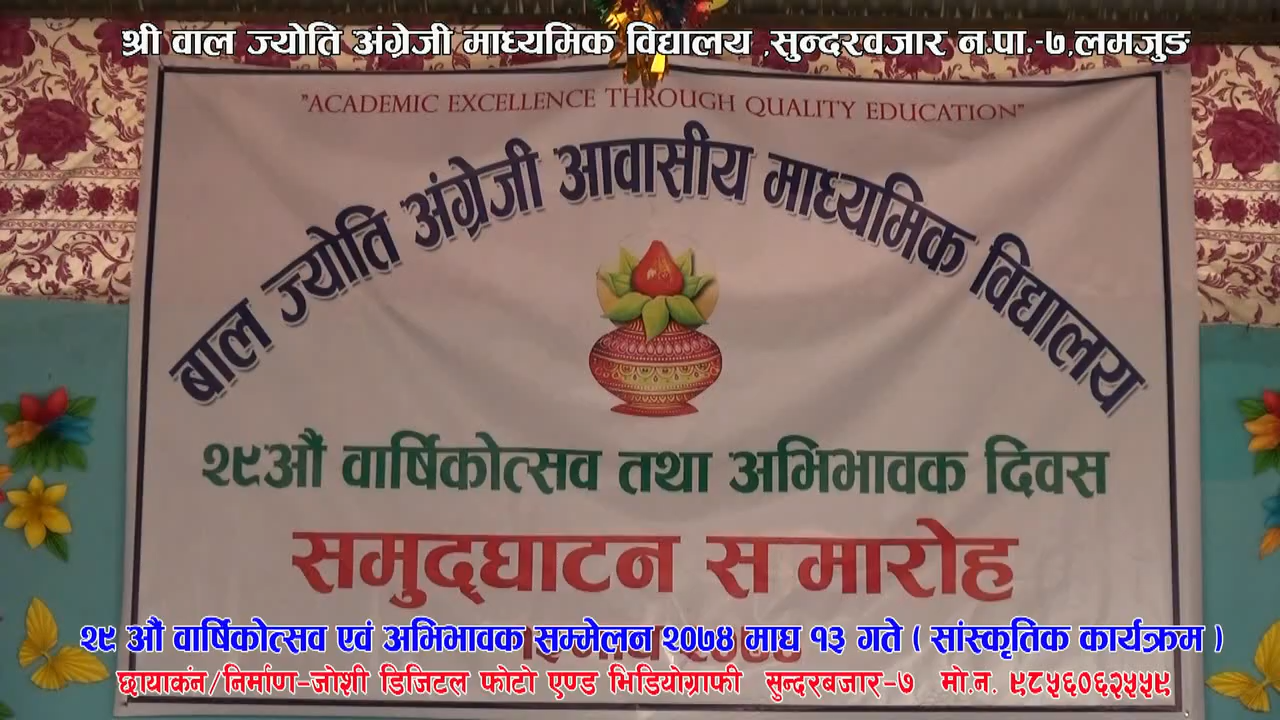 श्री वाल ज्योति अंग्रेजी माध्यमिक विद्यालय ,सुन्दरवजार न.पा.-७,लमजुङ
"ACADEMIC EXCELLENCE THROUGH QUALITY EDUCATION"
बाल ज्योति अंग्रेजी आवासीय माध्यमिक विद्यालय
२९औं वार्षिकोत्सव तथा अभिभावक दिवस
समुद्घाटन समारोह
२९ औं वार्षिकोत्सव एवं अभिभावक सम्मेलन २०७४ माघ १३ गते ( सांस्कृतिक कार्यक्रम )
छायाकंन/निर्माण-जोशी डिजिटल फोटो एण्ड भिडियोग्राफी सुन्दरबजार-७ मो.न. ९८५६०६२५५९